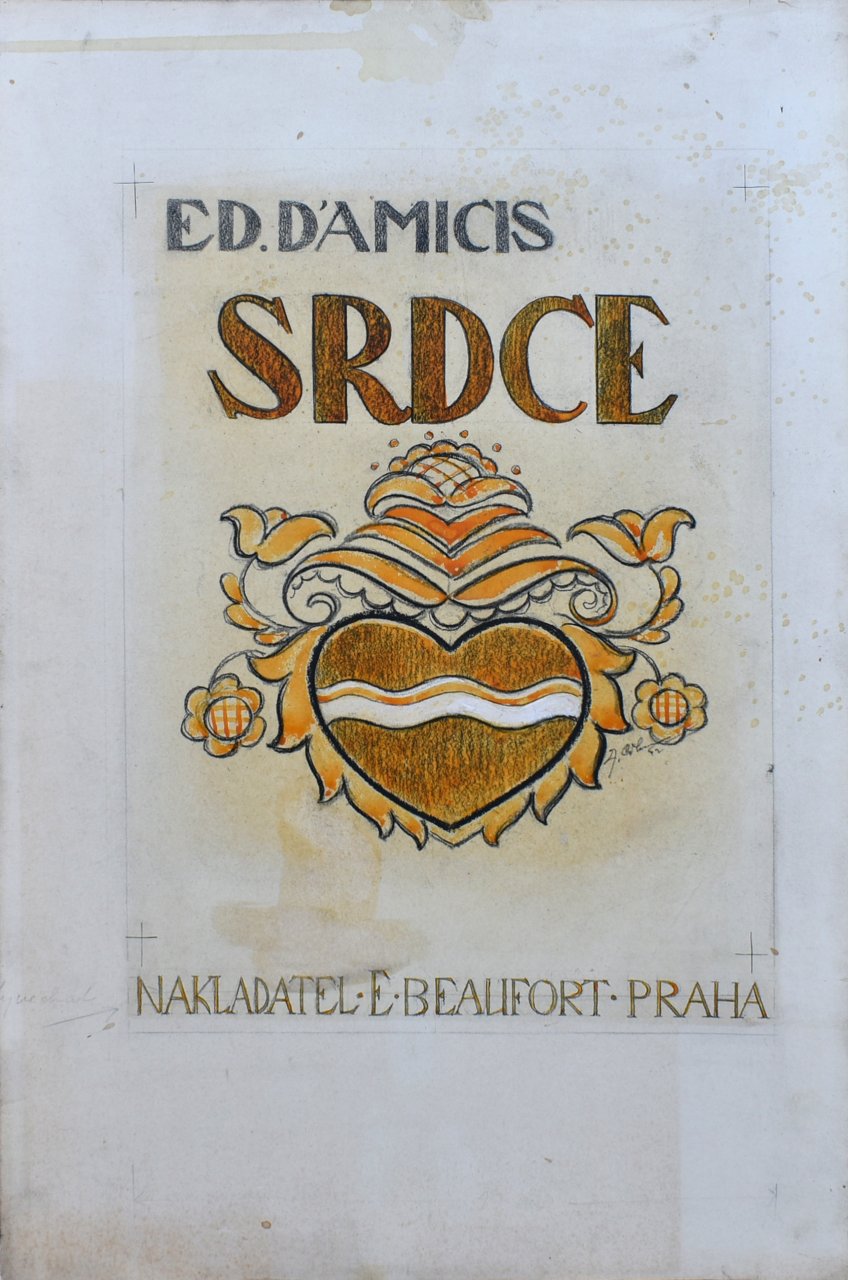 ED. D'AMICIS
SRDCE
NAKLADATEL·E·BEAUFORT·PRAHA